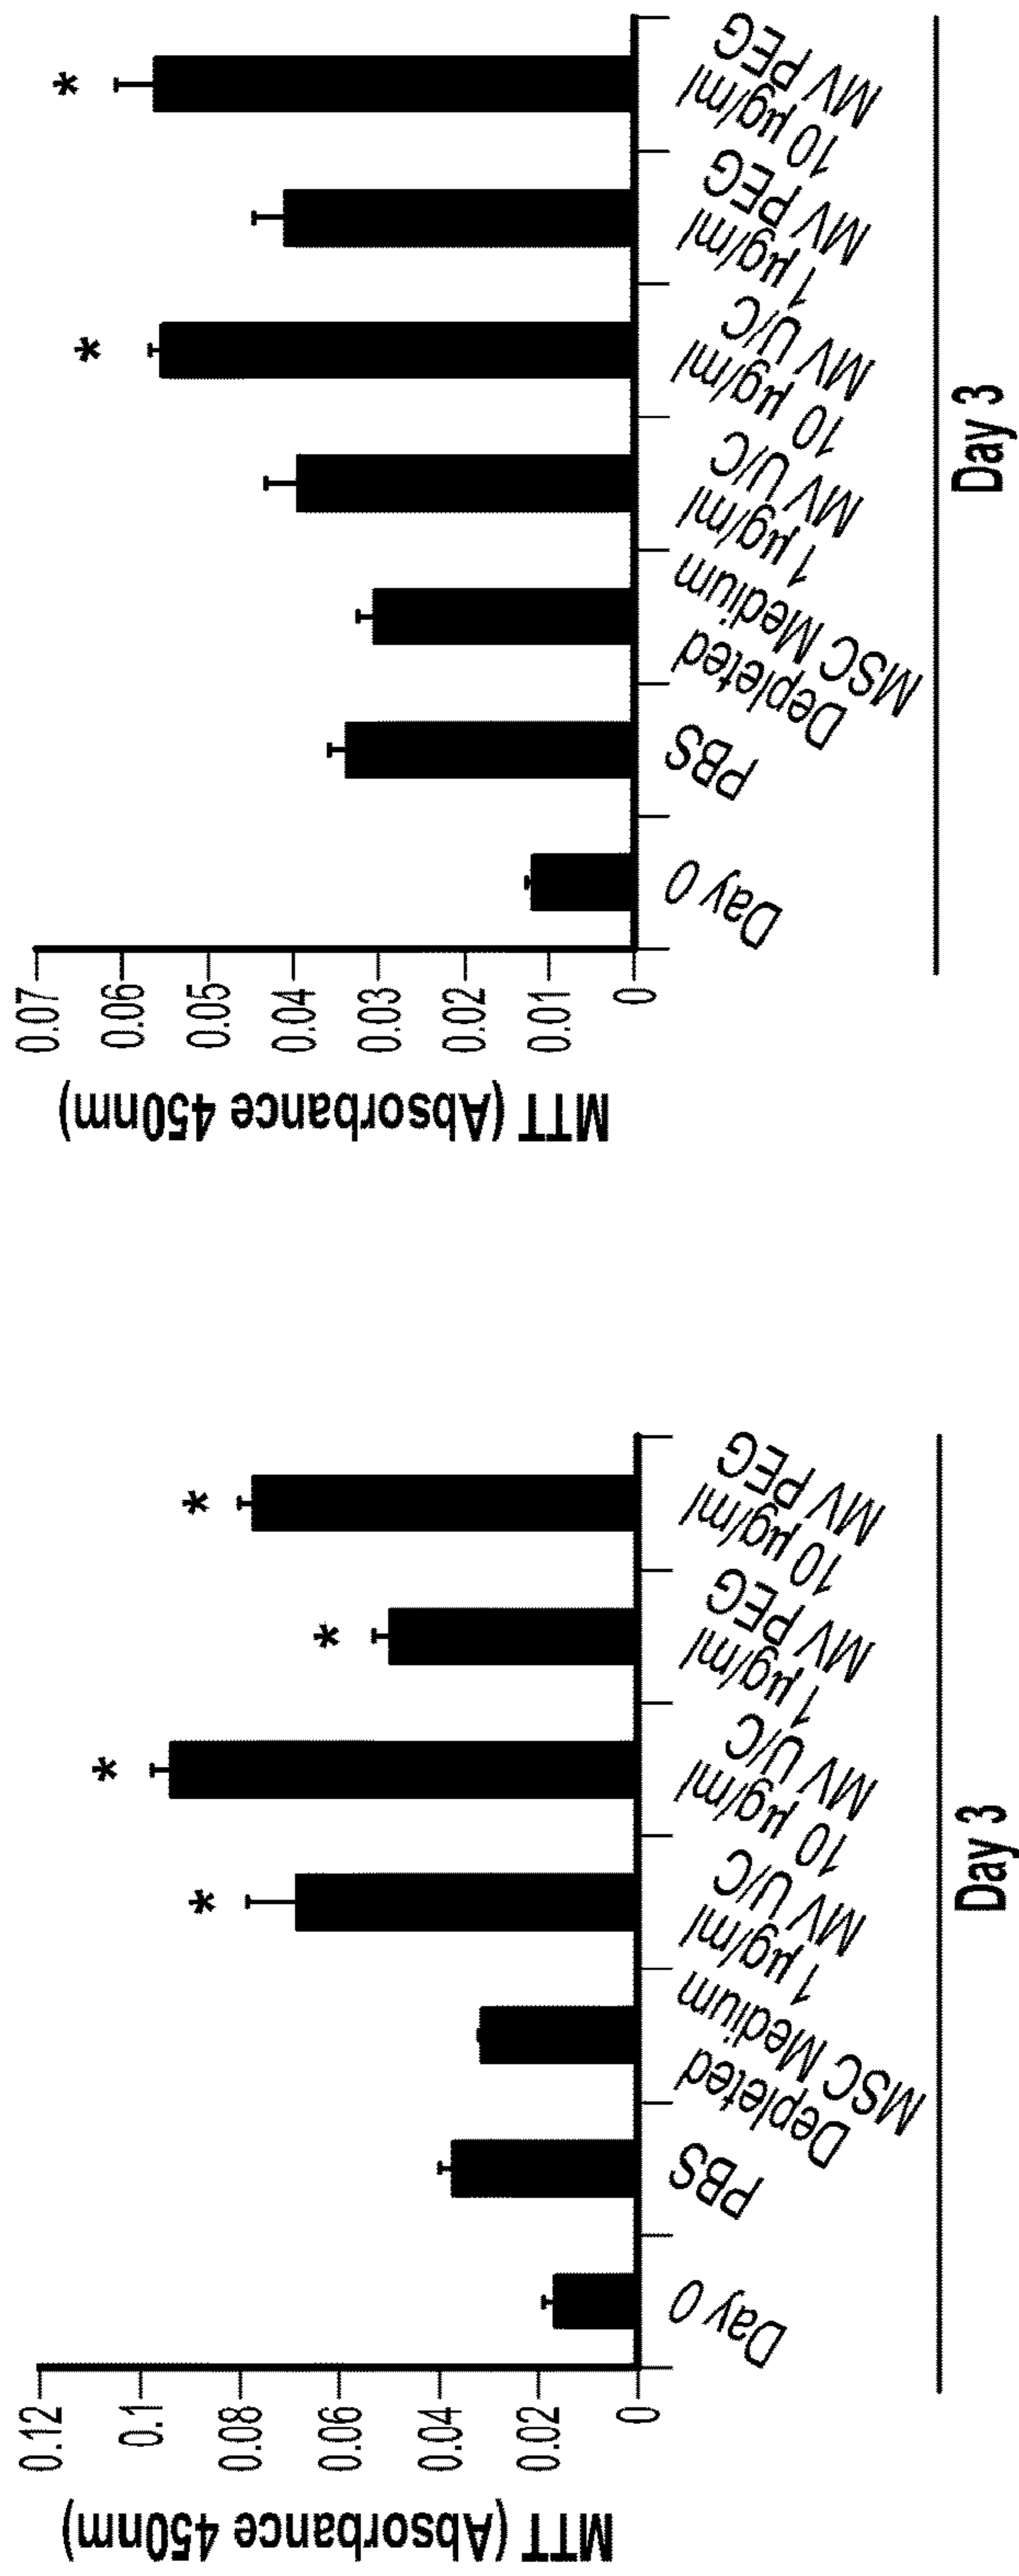 MTT (Absorbance 450nm)
0.12
0.1
0.08
0.06
0.04
0.02
0
*
*
*
*
Day 0
PBS
Depleted
MSC Medium
1 µg/ml
MV U/C
10 µg/ml
MV U/C
1 µg/ml
MV PEG
10 µg/ml
MV PEG
Day 3
MTT (Absorbance 450nm)
0.07
0.06
0.05
0.04
0.03
0.02
0.01
0
*
*
Day 0
PBS
Depleted
MSC Medium
1 µg/ml
MV U/C
10 µg/ml
MV U/C
1 µg/ml
MV PEG
10 µg/ml
MV PEG
Day 3